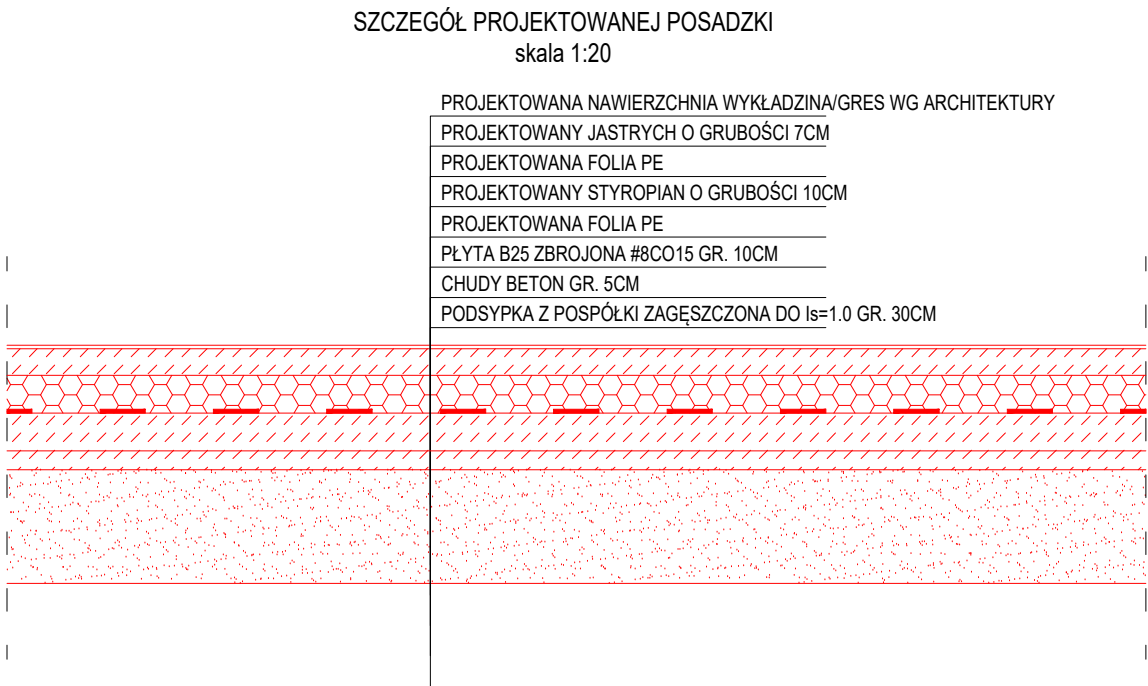 SZCZEGÓŁ PROJEKTOWANEJ POSADZKI
skala 1:20
PROJEKTOWANA NAWIERZCHNIA WYKŁADZINA/GRES WG ARCHITEKTURY
PROJEKTOWANY JASTRYCH O GRUBOŚCI 7CM
PROJEKTOWANA FOLIA PE
PROJEKTOWANY STYROPIAN O GRUBOŚCI 10CM
PROJEKTOWANA FOLIA PE
PŁYTA B25 ZBROJONA #8CO15 GR. 10CM
CHUDY BETON GR. 5CM
PODSYPKA Z POSPÓŁKI ZAGĘSZCZONA DO Is=1.0 GR. 30CM